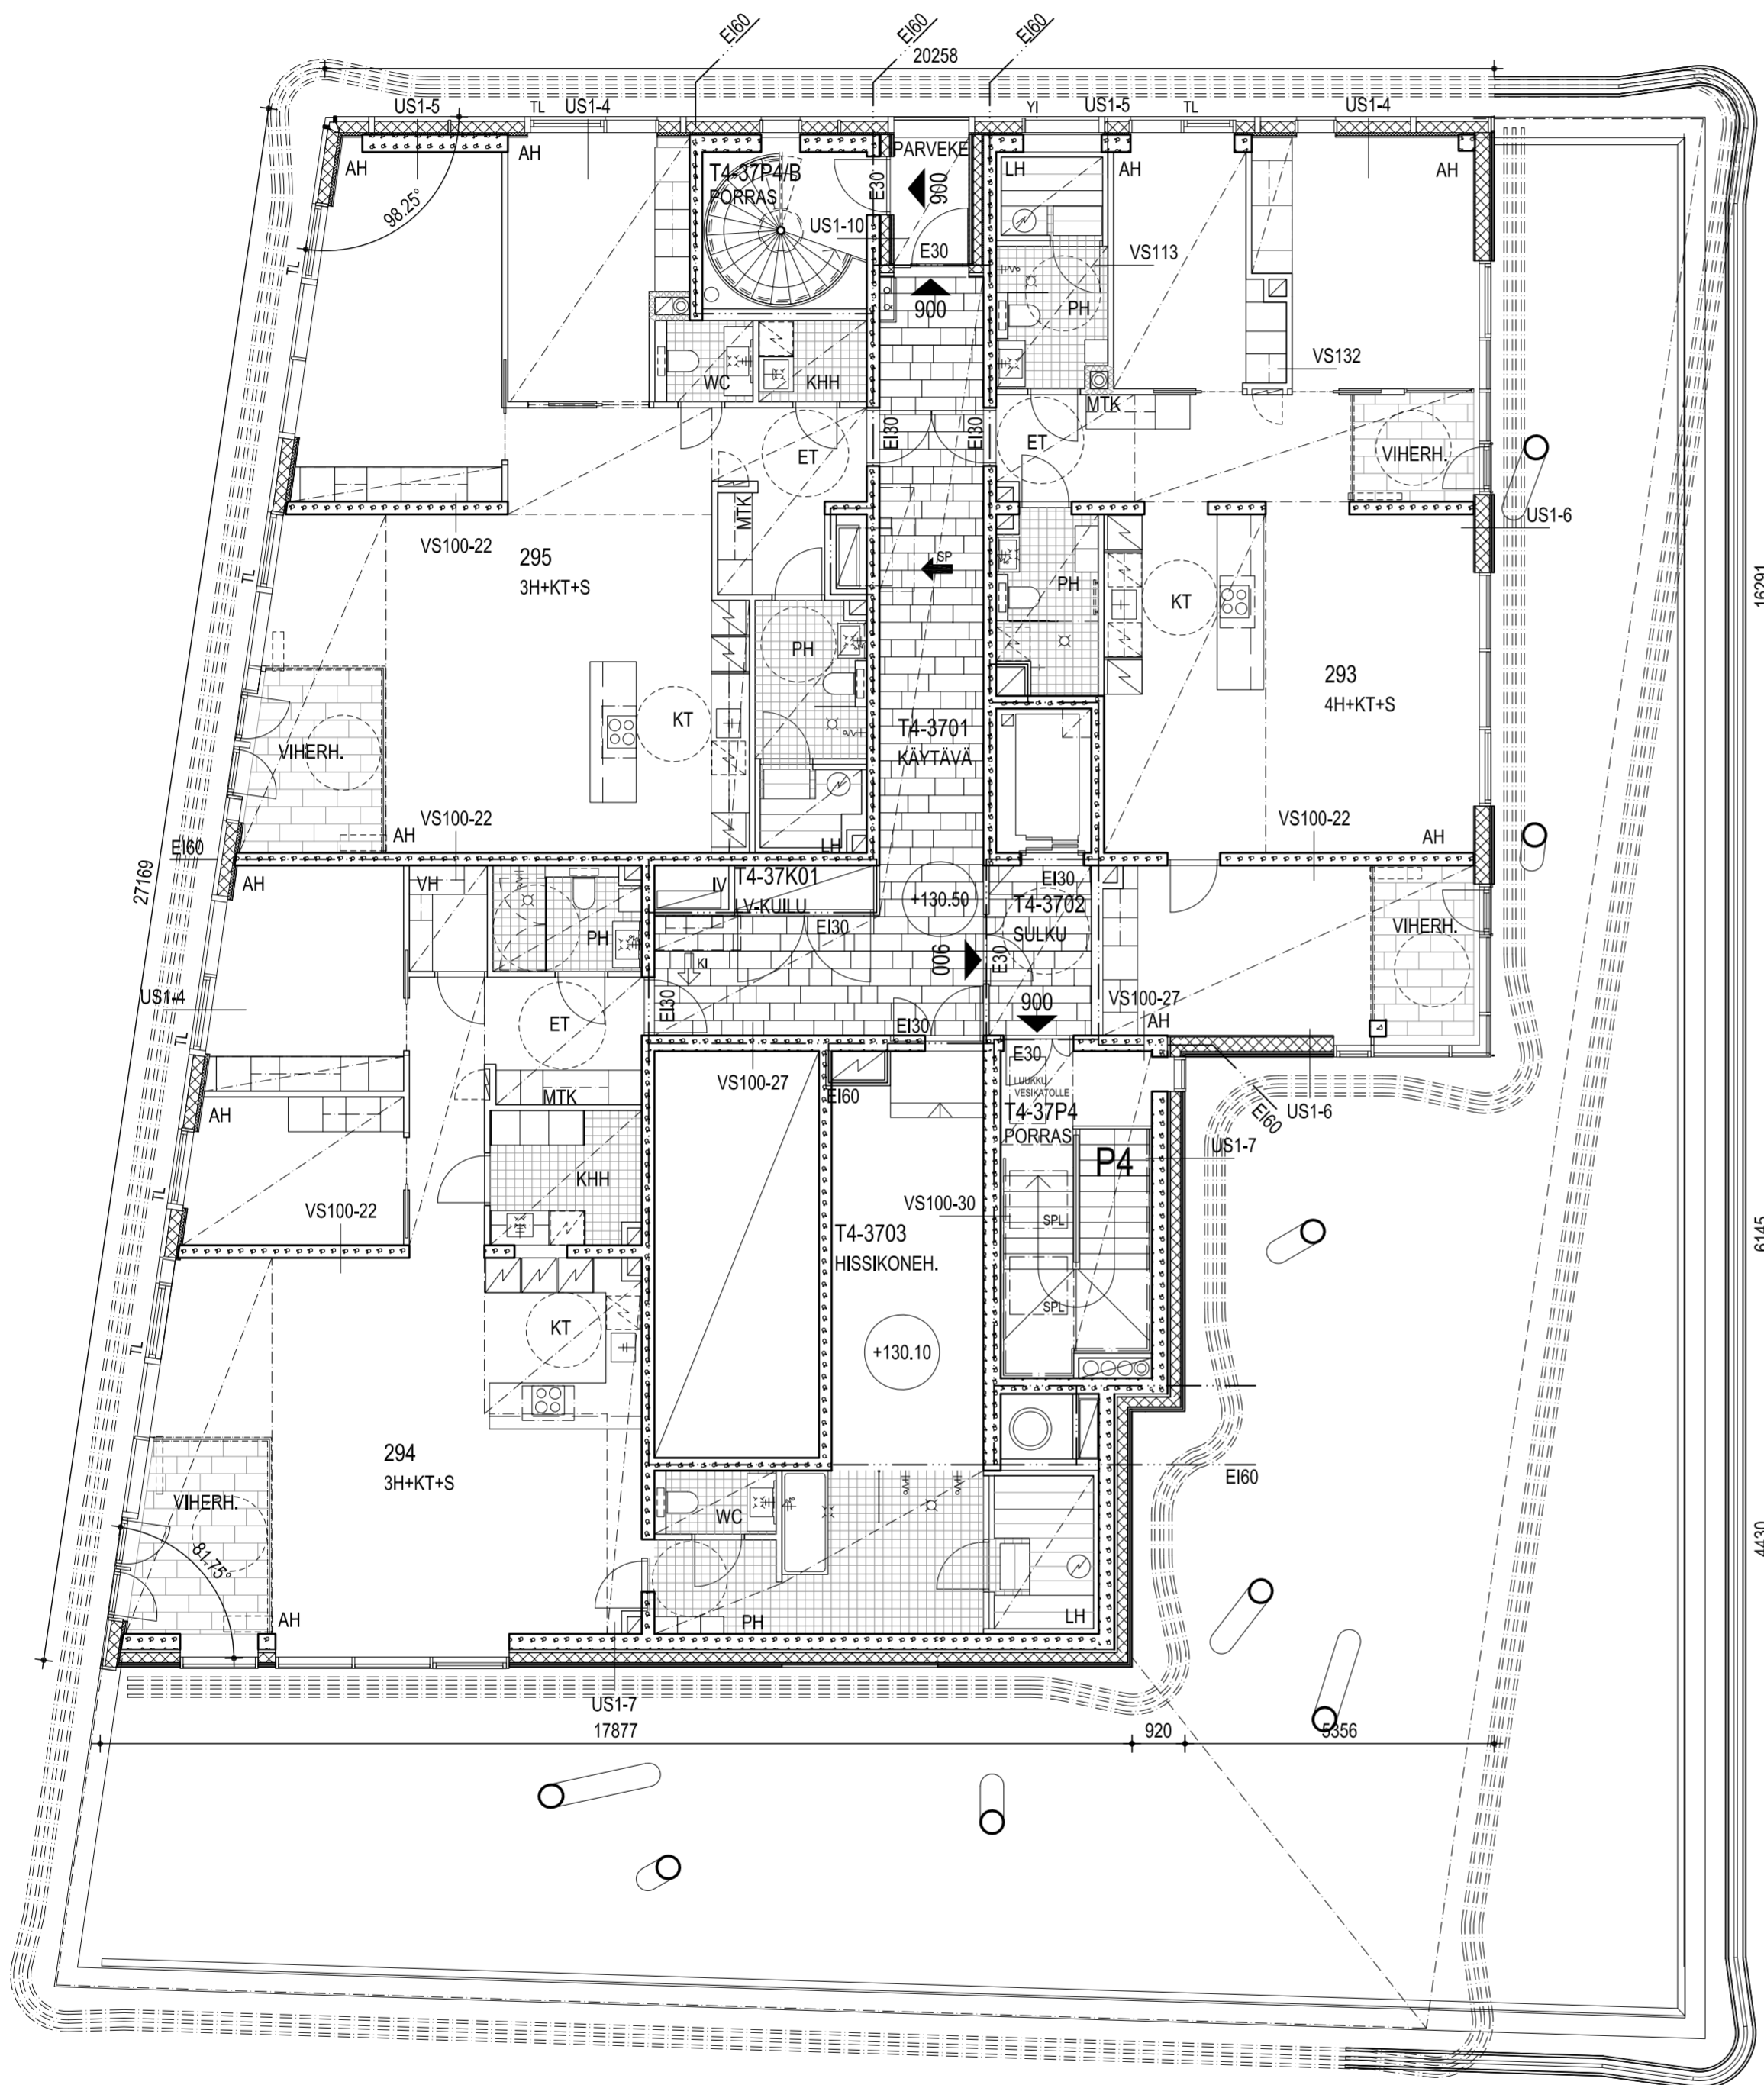 EI60
EI60
EI60
20258
US1-5
TL
US1-4
YI
US1-5
TL
US1-4
AH
AH
T4-37P4/B
PORRAS
E30
PARVEKE
900
LH
AH
AH
98.25°
US1-10
E30
VS113
TL
900
PH
VS132
WC
KHH
MTK
ET
EI30
EI30
ET
VIHERH.
MTK
US1-6
VS100-22
295
3H+KT+S
SP
PH
KT
16291
TL
PH
293
4H+KT+S
KT
T4-3701
KÄYTÄVÄ
VIHERH.
VS100-22
VS100-22
AH
LH
AH
EI60
27169
AH
VH
IV
T4-37K01
IV-KUILU
+130.50
EI30
T4-3702
SULKU
VIHERH.
PH
EI30
900
E30
KI
US1-4
EI30
900
VS100-27
ET
EI30
AH
TL
E30
VS100-27
LUUKKU
VESIKATOLLE
MTK
EI60
T4-37P4
PORRAS
EI60
US1-6
AH
P4
US1-7
KHH
TL
VS100-22
VS100-30
SPL
T4-3703
HISSIKONEH.
6145
SPL
KT
TL
+130.10
294
3H+KT+S
EI60
VIHERH.
WC
4430
81.75°
AH
PH
LH
US1-7
17877
920
5356